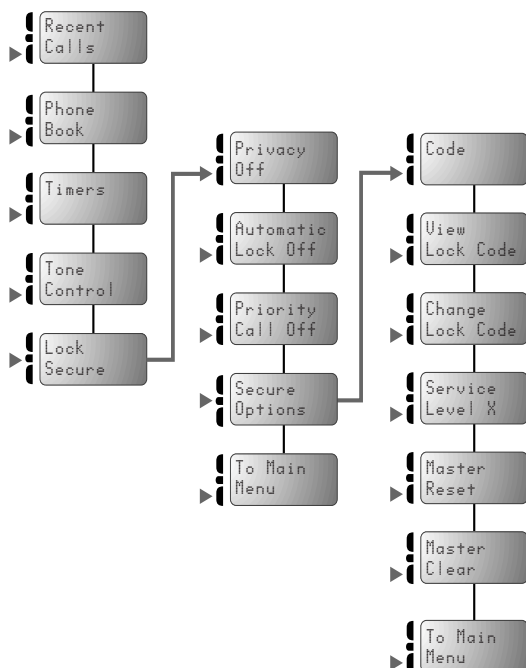 Recent
Calls
Phone
Book
Timers
Tone
Control
Lock
Secure
Privacy
Off
Automatic
Lock Off
Priority
Call Off
Secure
Options
To Main
Menu
Code
View
Lock Code
Change
Lock Code
Service
Level X
Master
Reset
Master
Clear
To Main
Menu